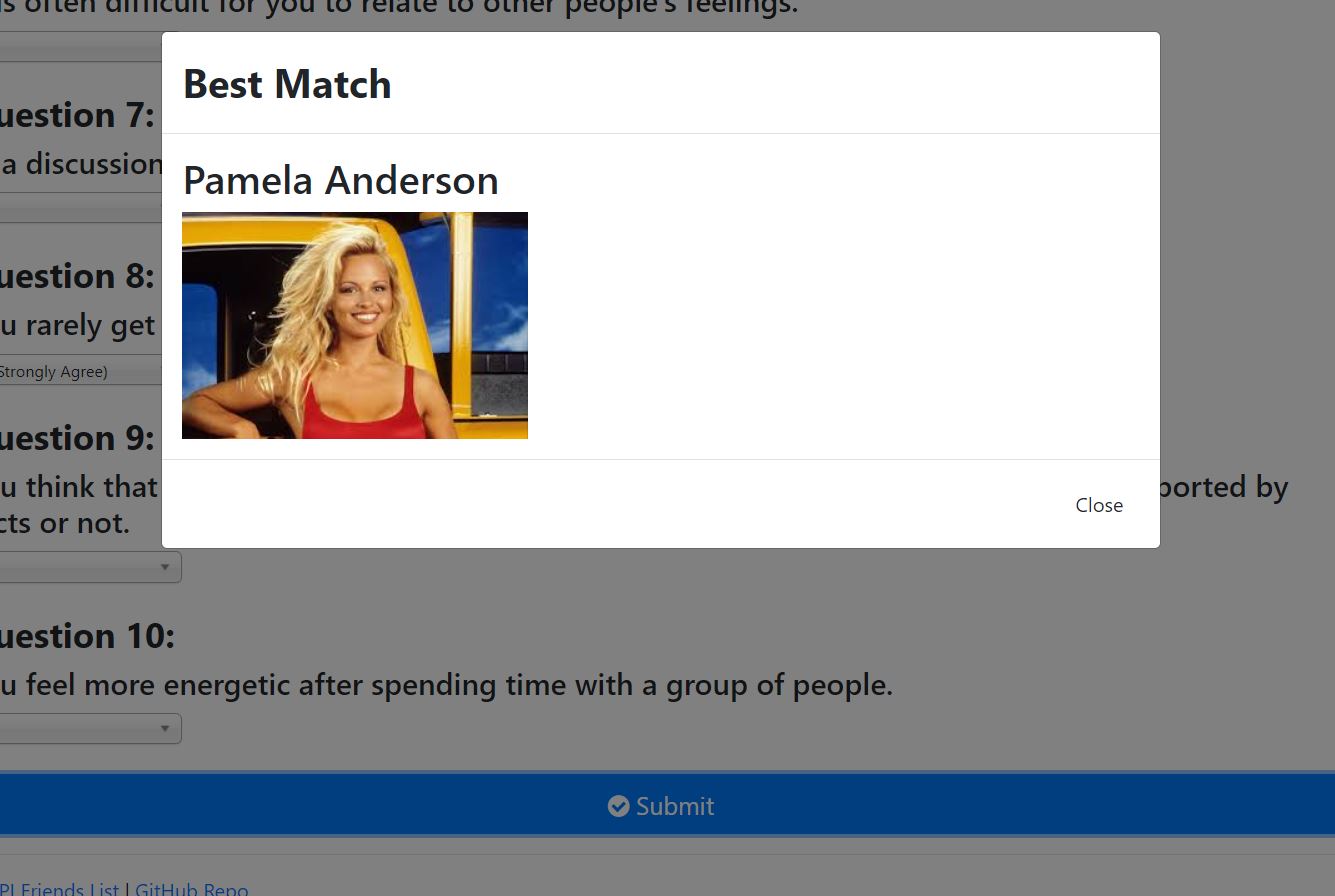 s often difficult for you to relate to other people's feelings.
Best Match
Pamela Anderson
Close
uestion 7:
a discussion
uestion 8:
u rarely get
Strongly Agree)
uestion 9:
u think that
ported by
cts or not.
uestion 10:
u feel more energetic after spending time with a group of people.
Submit
PI Friends List | GitHub Repo